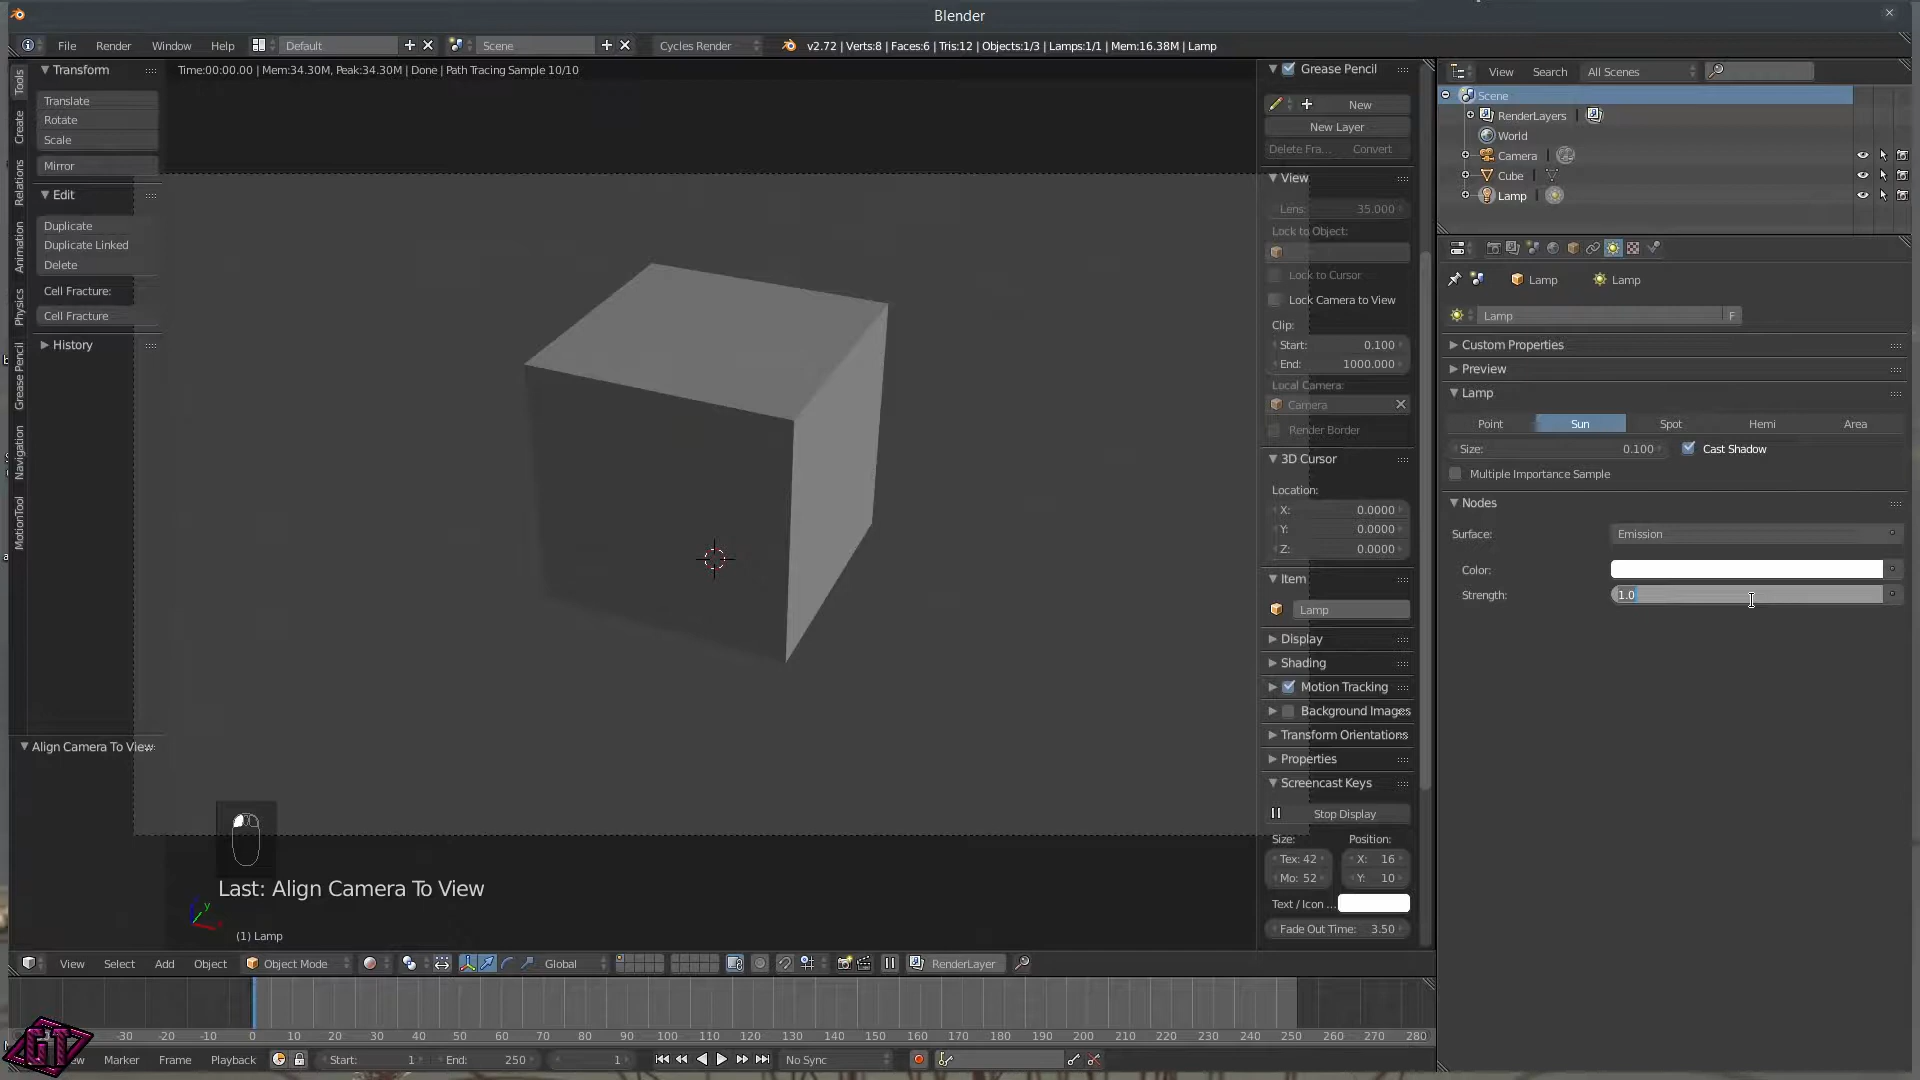 Blender
File Render Window Help Default Scene Cycles Render v2.72 | Verts:8 | Faces:6 | Tris:12 | Objects:1/3 | Lamps:1/1 | Mem:16.38M | Lamp
Time:00:00.00 | Mem:34.30M, Peak:34.30M | Done | Path Tracing Sample 10/10
Tools
Create
Relations
Animation
Physics
Grease Pencil
Navigation
MotionTool
Transform
Translate
Rotate
Scale
Mirror
Edit
Duplicate
Duplicate Linked
Delete
Cell Fracture:
Cell Fracture
History
Align Camera To View
Last: Align Camera To View
(1) Lamp
Grease Pencil
New
New Layer
Delete Fra... Convert
View
Lens: 35.000
Lock to Object:
Lock to Cursor
Lock Camera to View
Clip:
Start: 0.100
End: 1000.000
Local Camera:
Camera
Render Border
3D Cursor
Location:
X: 0.0000
Y: 0.0000
Z: 0.0000
Item
Lamp
Display
Shading
Motion Tracking
Background Images
Transform Orientations
Properties
Screencast Keys
Stop Display
Size: Position:
Tex: 42 X: 16
Mo: 52 Y: 10
Text / Icon ...
Fade Out Time: 3.50
View Search All Scenes
Scene
RenderLayers
World
Camera
Cube
Lamp
Lamp Lamp
Lamp F
Custom Properties
Preview
Lamp
Point Sun Spot Hemi Area
Size: 0.100 Cast Shadow
Multiple Importance Sample
Nodes
Surface: Emission
Color:
Strength: 1.0
View Select Add Object Object Mode Global RenderLayer
-30 -20 -10 0 10 20 30 40 50 60 70 80 90 100 110 120 130 140 150 160 170 180 190 200 210 220 230 240 250 260 270 280
Marker Frame Playback Start: 1 End: 250 1 No Sync
GT